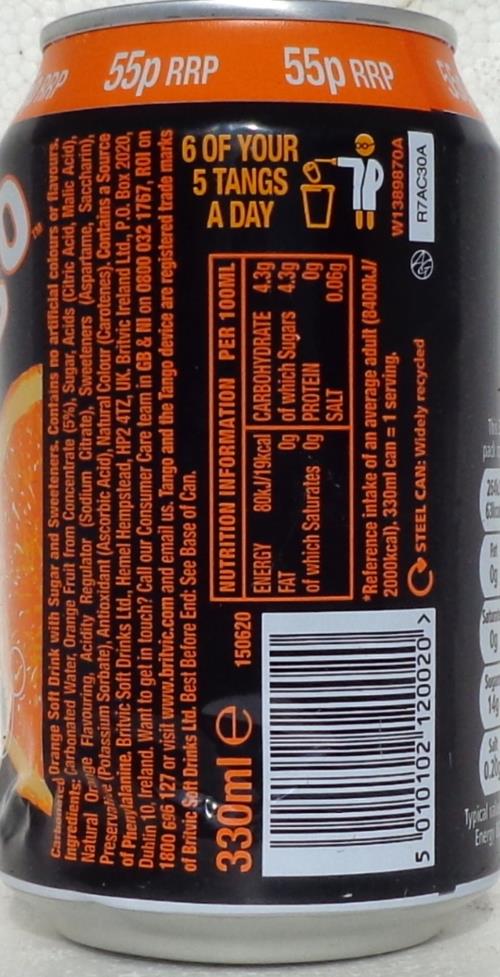 55p RRP
55p RRP
Carbonated Orange Soft Drink with Sugar and Sweeteners. Contains no artificial colours or flavours.
Ingredients: Carbonated Water, Orange Fruit from Concentrate (5%), Sugar, Acids (Citric Acid, Malic Acid),
Natural Orange Flavouring, Acidity Regulator (Sodium Citrate), Sweeteners (Aspartame, Saccharin),
Preservative (Potassium Sorbate), Antioxidant (Ascorbic Acid), Natural Colour (Carotenes). Contains a Source
of Phenylalanine. Britvic Soft Drinks Ltd., Hemel Hempstead, HP2 4TZ, UK. Britvic Ireland Ltd., P.O. Box 2020,
Dublin 10, Ireland. Want to get in touch? Call our Consumer Care team in GB & NI on 0800 032 1767, ROI on
1800 696 127 or visit www.britvic.com and email us. Tango and the Tango device are registered trade marks
of Britvic Soft Drinks Ltd. Best Before End: See Base of Can.
330ml e
150620
6 OF YOUR
5 TANGS
A DAY
NUTRITION INFORMATION PER 100ML
ENERGY 80kJ/19kcal
FAT 0g
of which Saturates 0g
CARBOHYDRATE 4.3g
of which Sugars 4.3g
PROTEIN 0g
SALT 0.06g
*Reference intake of an average adult (8400kJ/
2000kcal). 330ml can = 1 serving.
STEEL CAN: Widely recycled
W1389870A
R7AC30A
5 010102 120020 >